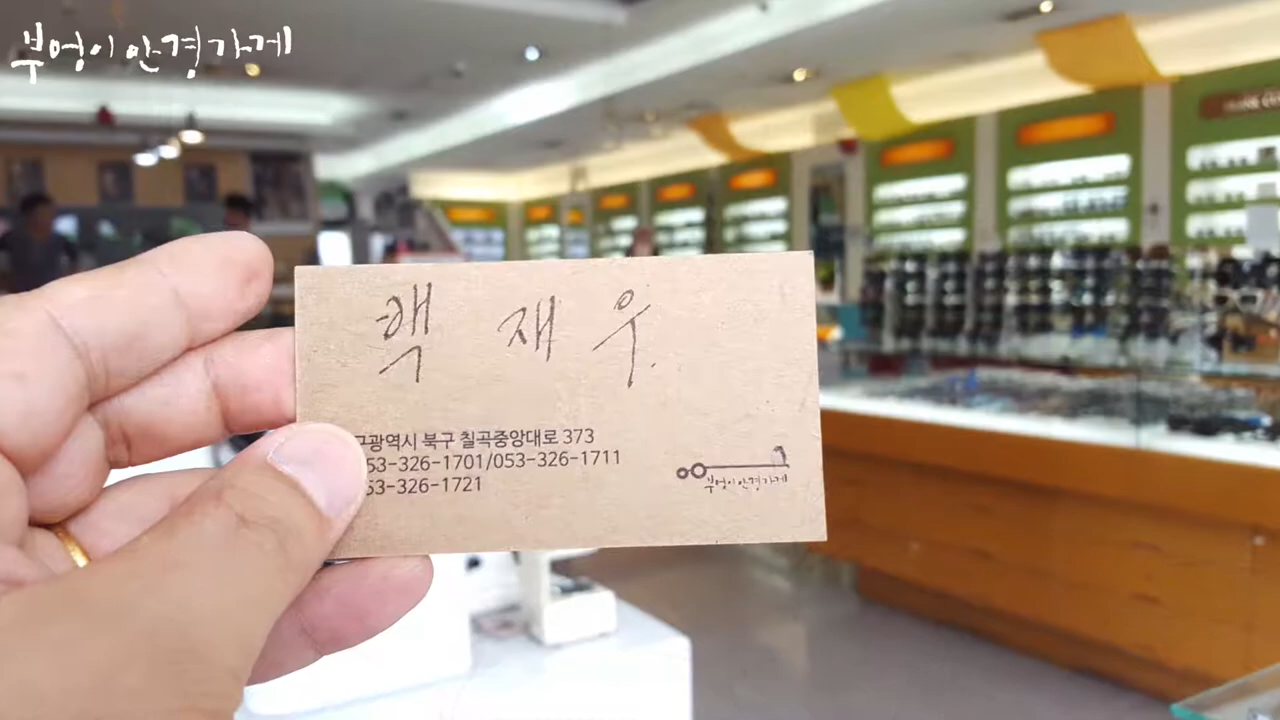 부엉이안경가게
핵 재우
구광역시 북구 칠곡중앙대로 373
053-326-1701/053-326-1711
53-326-1721
부엉이안경가게